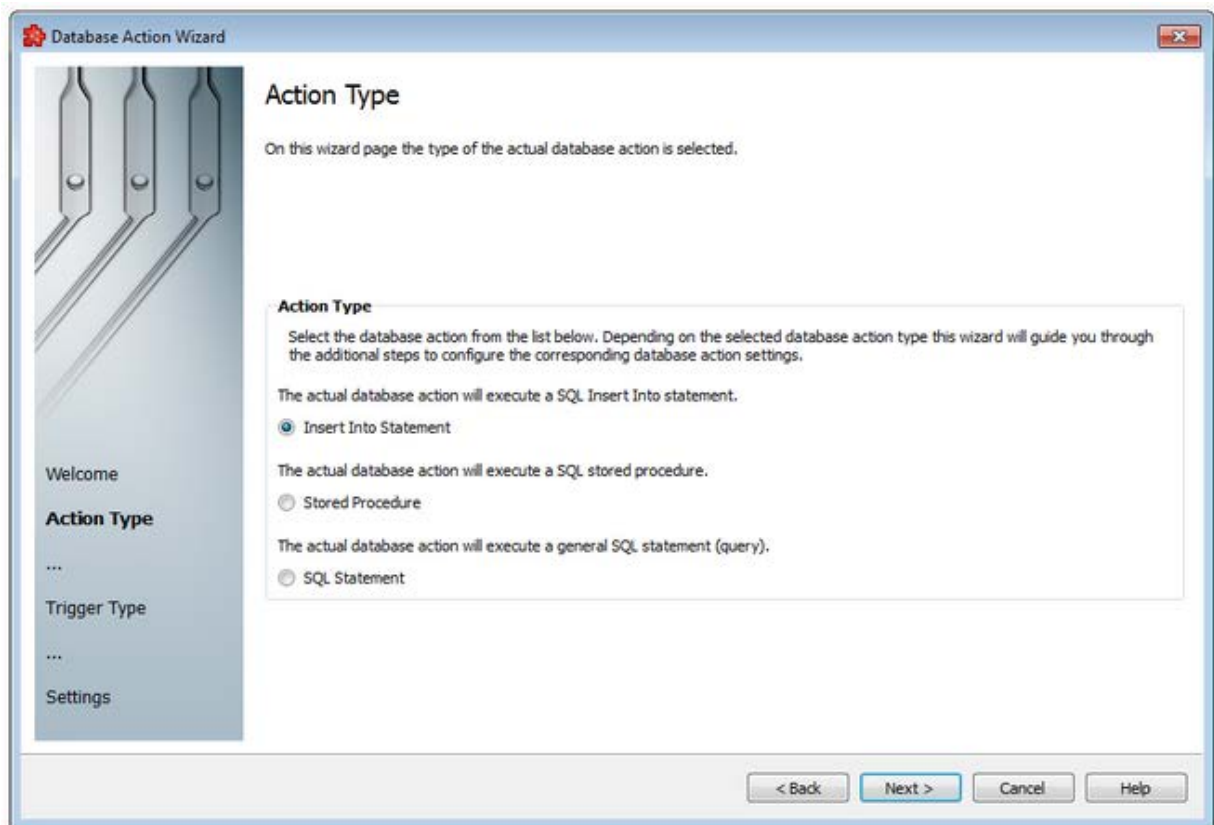 Database Action Wizard
Action Type
On this wizard page the type of the actual database action is selected.
Action Type
Select the database action from the list below. Depending on the selected database action type this wizard will guide you through
the additional steps to configure the corresponding database action settings.
The actual database action will execute a SQL Insert Into statement.
Insert Into Statement
The actual database action will execute a SQL stored procedure.
Stored Procedure
The actual database action will execute a general SQL statement (query).
SQL Statement
Welcome
Action Type
...
Trigger Type
...
Settings
< Back
Next >
Cancel
Help